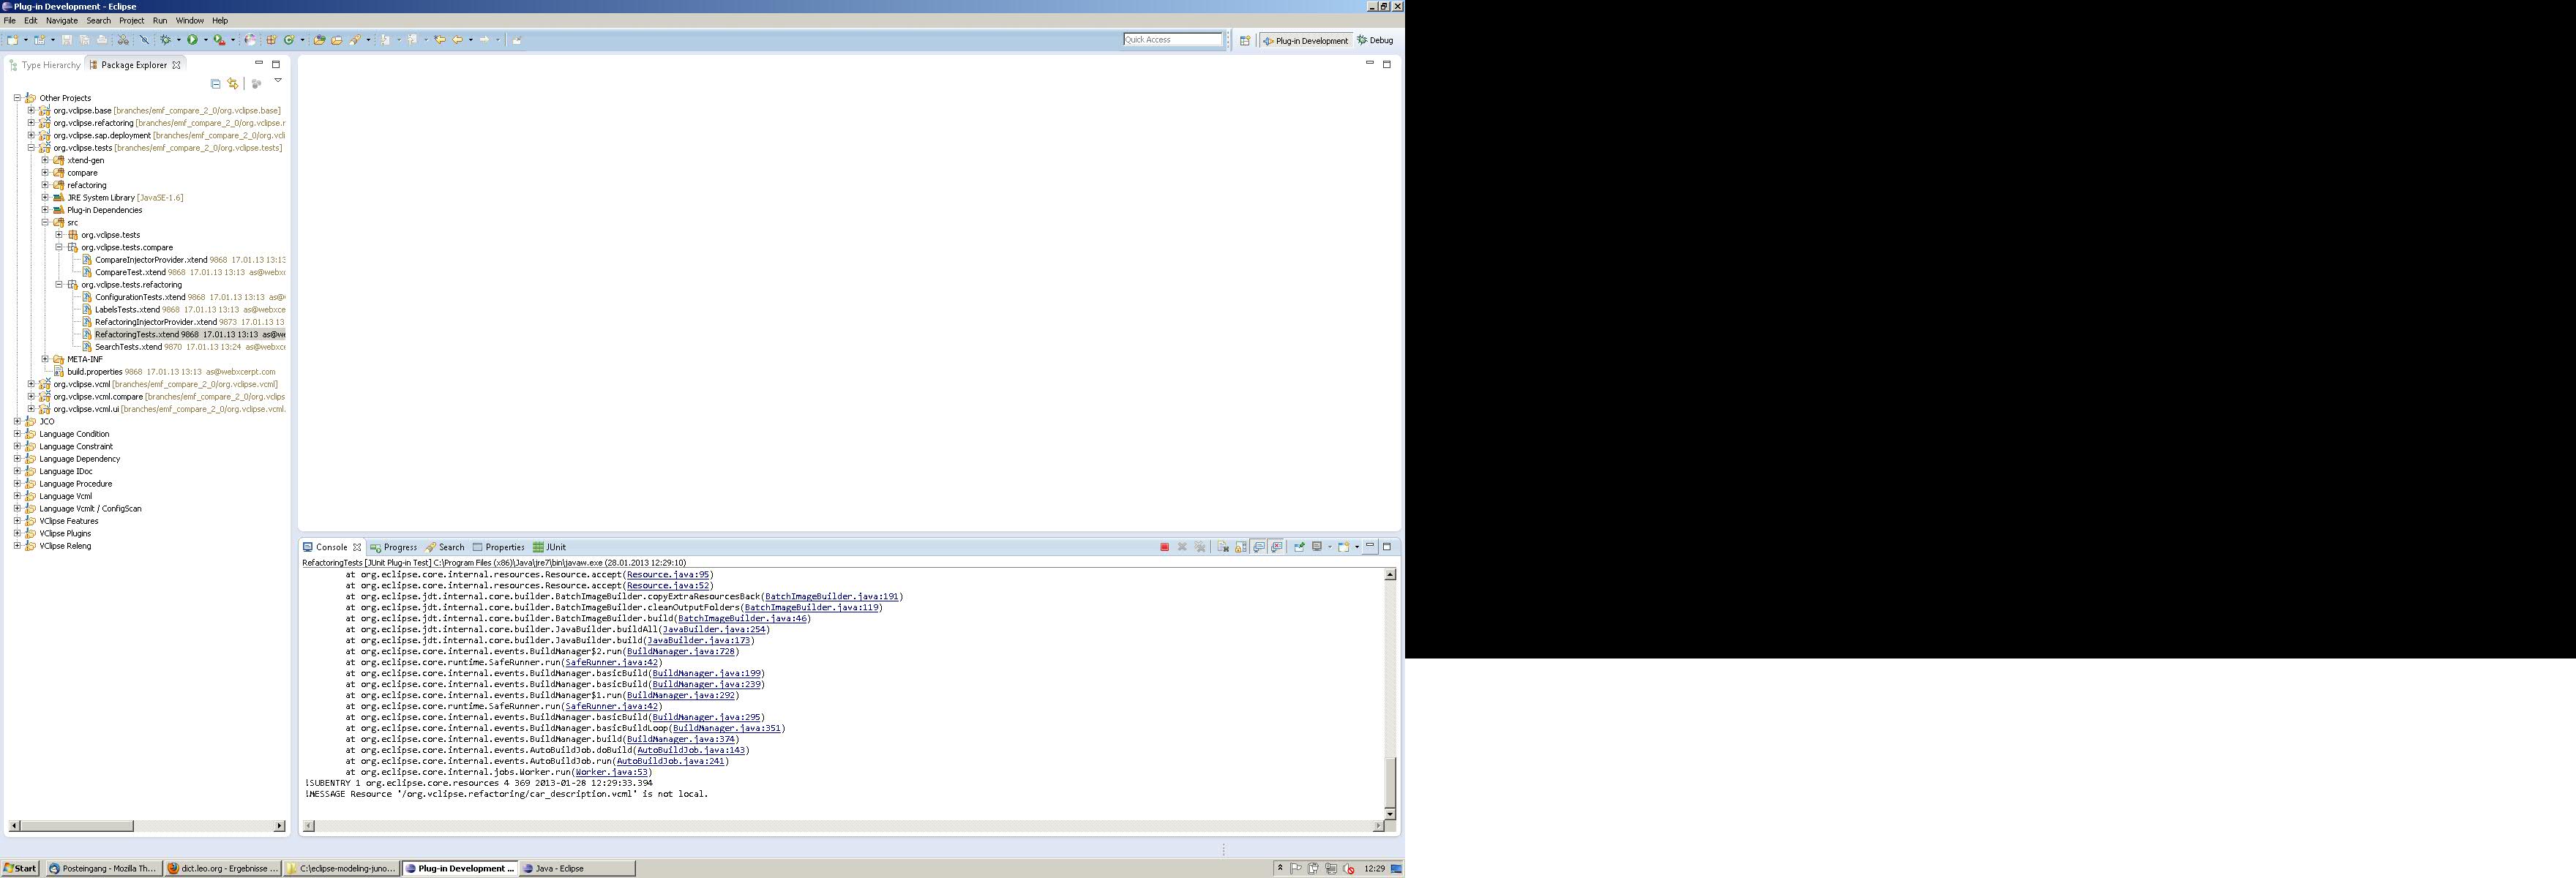 Plug-in Development - Eclipse
File Edit Navigate Search Project Run Window Help
Quick Access
Plug-in Development
Debug
Type Hierarchy
Package Explorer
Other Projects
org.vclipse.base [branches/emf_compare_2_0/org.vclipse.base]
org.vclipse.refactoring [branches/emf_compare_2_0/org.vclipse.r
org.vclipse.sap.deployment [branches/emf_compare_2_0/org.vcli
org.vclipse.tests [branches/emf_compare_2_0/org.vclipse.tests]
xtend-gen
compare
refactoring
JRE System Library [JavaSE-1.6]
Plug-in Dependencies
src
org.vclipse.tests
org.vclipse.tests.compare
CompareInjectorProvider.xtend 9868 17.01.13 13:13
CompareTest.xtend 9868 17.01.13 13:13 as@webxc
org.vclipse.tests.refactoring
ConfigurationTests.xtend 9868 17.01.13 13:13 as@
LabelsTests.xtend 9868 17.01.13 13:13 as@webxce
RefactoringInjectorProvider.xtend 9873 17.01.13 13
RefactoringTests.xtend 9868 17.01.13 13:13 as@we
SearchTests.xtend 9870 17.01.13 13:24 as@webxce
META-INF
build.properties 9868 17.01.13 13:13 as@webxcerpt.com
org.vclipse.vcml [branches/emf_compare_2_0/org.vclipse.vcml]
org.vclipse.vcml.compare [branches/emf_compare_2_0/org.vclips
org.vclipse.vcml.ui [branches/emf_compare_2_0/org.vclipse.vcml.
JCO
Language Condition
Language Constraint
Language Dependency
Language IDoc
Language Procedure
Language Vcml
Language Vcmlt / ConfigScan
VClipse Features
VClipse Plugins
VClipse Releng
Console Progress Search Properties JUnit
RefactoringTests [JUnit Plug-in Test] C:\Program Files (x86)\Java\jre7\bin\javaw.exe (28.01.2013 12:29:10)
at org.eclipse.core.internal.resources.Resource.accept(Resource.java:95)
at org.eclipse.core.internal.resources.Resource.accept(Resource.java:52)
at org.eclipse.jdt.internal.core.builder.BatchImageBuilder.copyExtraResourcesBack(BatchImageBuilder.java:191)
at org.eclipse.jdt.internal.core.builder.BatchImageBuilder.cleanOutputFolders(BatchImageBuilder.java:119)
at org.eclipse.jdt.internal.core.builder.BatchImageBuilder.build(BatchImageBuilder.java:46)
at org.eclipse.jdt.internal.core.builder.JavaBuilder.buildAll(JavaBuilder.java:254)
at org.eclipse.jdt.internal.core.builder.JavaBuilder.build(JavaBuilder.java:173)
at org.eclipse.core.internal.events.BuildManager$2.run(BuildManager.java:728)
at org.eclipse.core.runtime.SafeRunner.run(SafeRunner.java:42)
at org.eclipse.core.internal.events.BuildManager.basicBuild(BuildManager.java:199)
at org.eclipse.core.internal.events.BuildManager.basicBuild(BuildManager.java:239)
at org.eclipse.core.internal.events.BuildManager$1.run(BuildManager.java:292)
at org.eclipse.core.runtime.SafeRunner.run(SafeRunner.java:42)
at org.eclipse.core.internal.events.BuildManager.basicBuild(BuildManager.java:295)
at org.eclipse.core.internal.events.BuildManager.basicBuildLoop(BuildManager.java:351)
at org.eclipse.core.internal.events.BuildManager.build(BuildManager.java:374)
at org.eclipse.core.internal.events.AutoBuildJob.doBuild(AutoBuildJob.java:143)
at org.eclipse.core.internal.events.AutoBuildJob.run(AutoBuildJob.java:241)
at org.eclipse.core.internal.jobs.Worker.run(Worker.java:53)
!SUBENTRY 1 org.eclipse.core.resources 4 369 2013-01-28 12:29:33.394
!MESSAGE Resource '/org.vclipse.refactoring/car_description.vcml' is not local.
Start
Posteingang - Mozilla Th...
dict.leo.org - Ergebnisse ...
C:\eclipse-modeling-juno...
Plug-in Development ...
Java - Eclipse
12:29